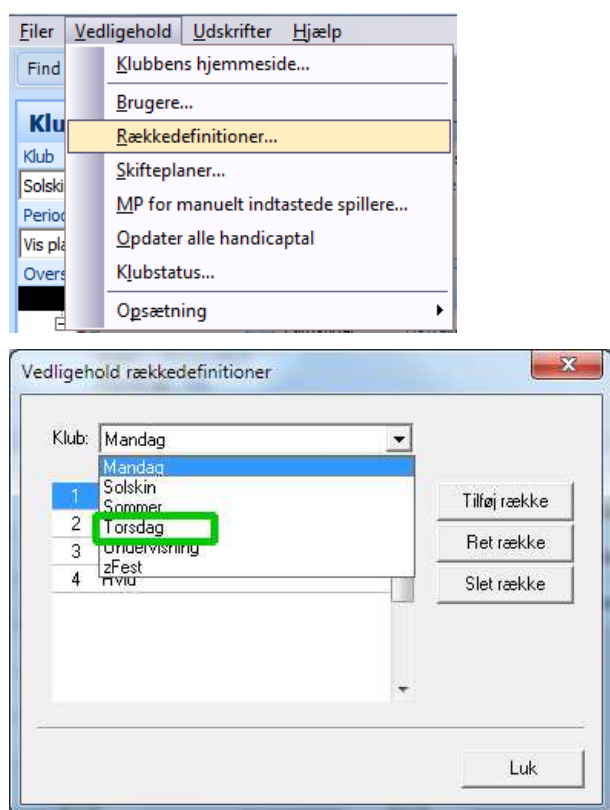 Filer Vedligehold Udskrifter Hjælp
Find
Klubbens hjemmeside...
Brugere...
Klu
Rækkedefinitioner...
Klub
Skifteplaner...
Solski
MP for manuelt indtastede spillere...
Period
Vis pla
Opdater alle handicaptal
Overs
Klubstatus...
Opsætning
Vedligehold rækkedefinitioner
Klub: Mandag
Mandag
1 Solskin Tilføj række
Sommer
2 Torsdag
3 Undervisning Ret række
zFest
4 Hvid Slet række
Luk